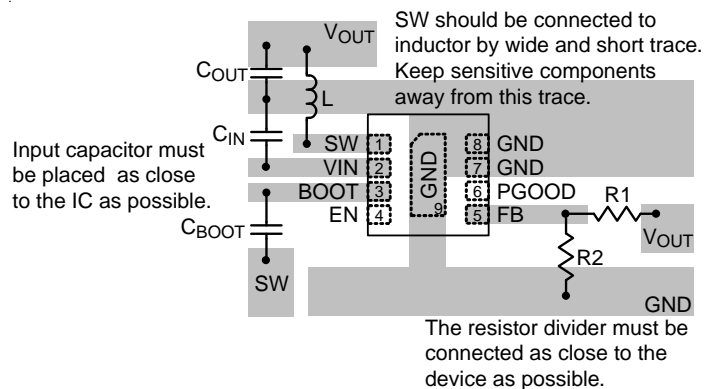 SW should be connected to
inductor by wide and short trace.
Keep sensitive components
away from this trace.
VOUT
COUT
L
CIN
Input capacitor must
be placed as close
to the IC as possible.
SW 1
VIN 2
BOOT 3
EN 4
GND
9
8 GND
7 GND
6 PGOOD
5 FB
R1
VOUT
R2
CBOOT
SW
GND
The resistor divider must be
connected as close to the
device as possible.